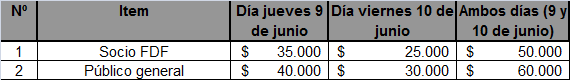 Nº Item Día jueves 9 de junio Día viernes 10 de junio Ambos días (9 y 10 de junio)
1 Socio FDF $ 35.000 $ 25.000 $ 50.000
2 Público general $ 40.000 $ 30.000 $ 60.000